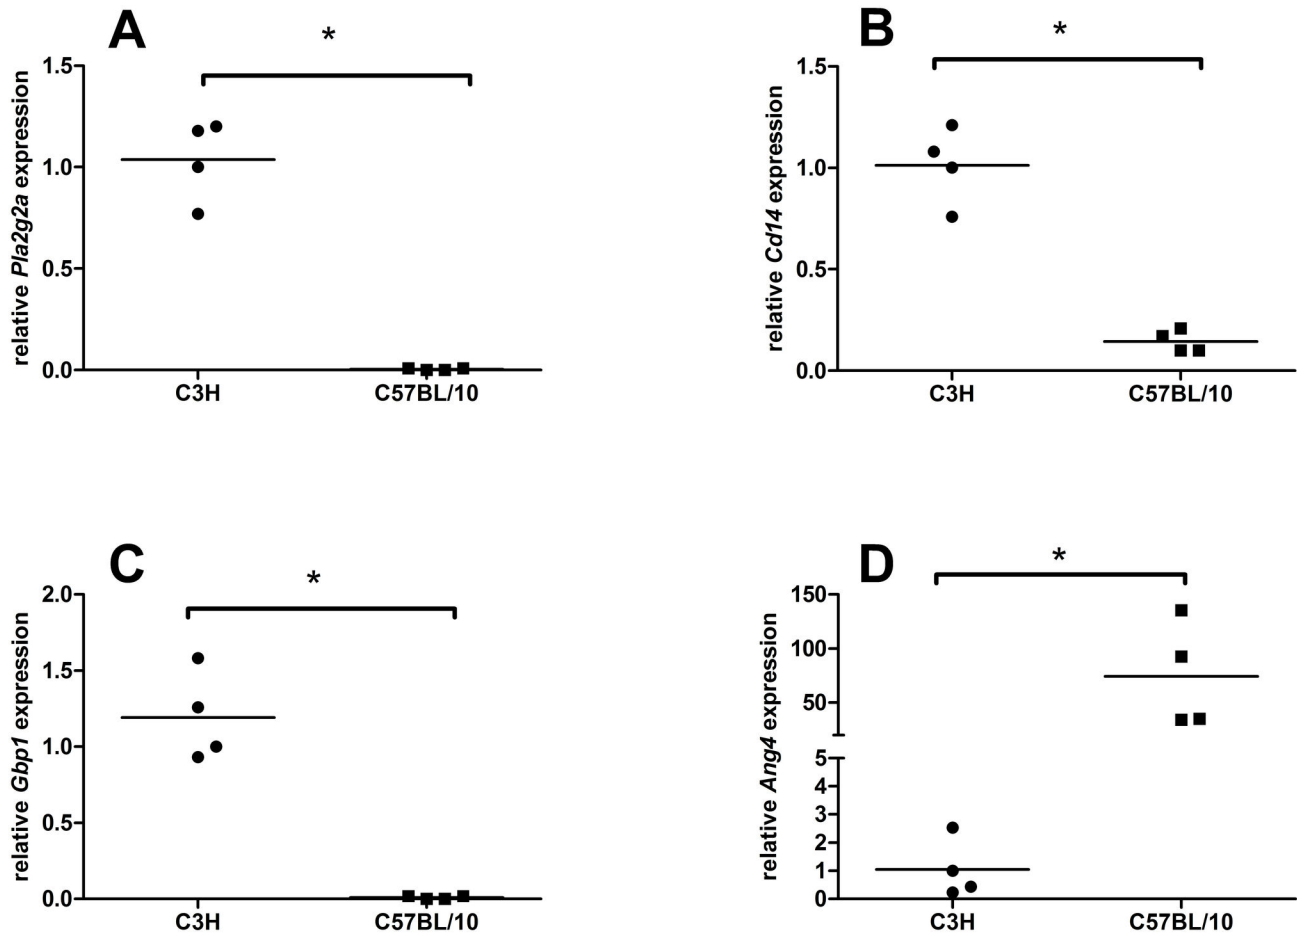 A
*
relative Pla2g2a expression
1.5
1.0
0.5
0.0
C3H
C57BL/10
B
*
relative Cd14 expression
1.5
1.0
0.5
0.0
C3H
C57BL/10
C
*
relative Gbp1 expression
2.0
1.5
1.0
0.5
0.0
C3H
C57BL/10
D
*
relative Ang4 expression
150
100
50
5
4
3
2
1
0
C3H
C57BL/10